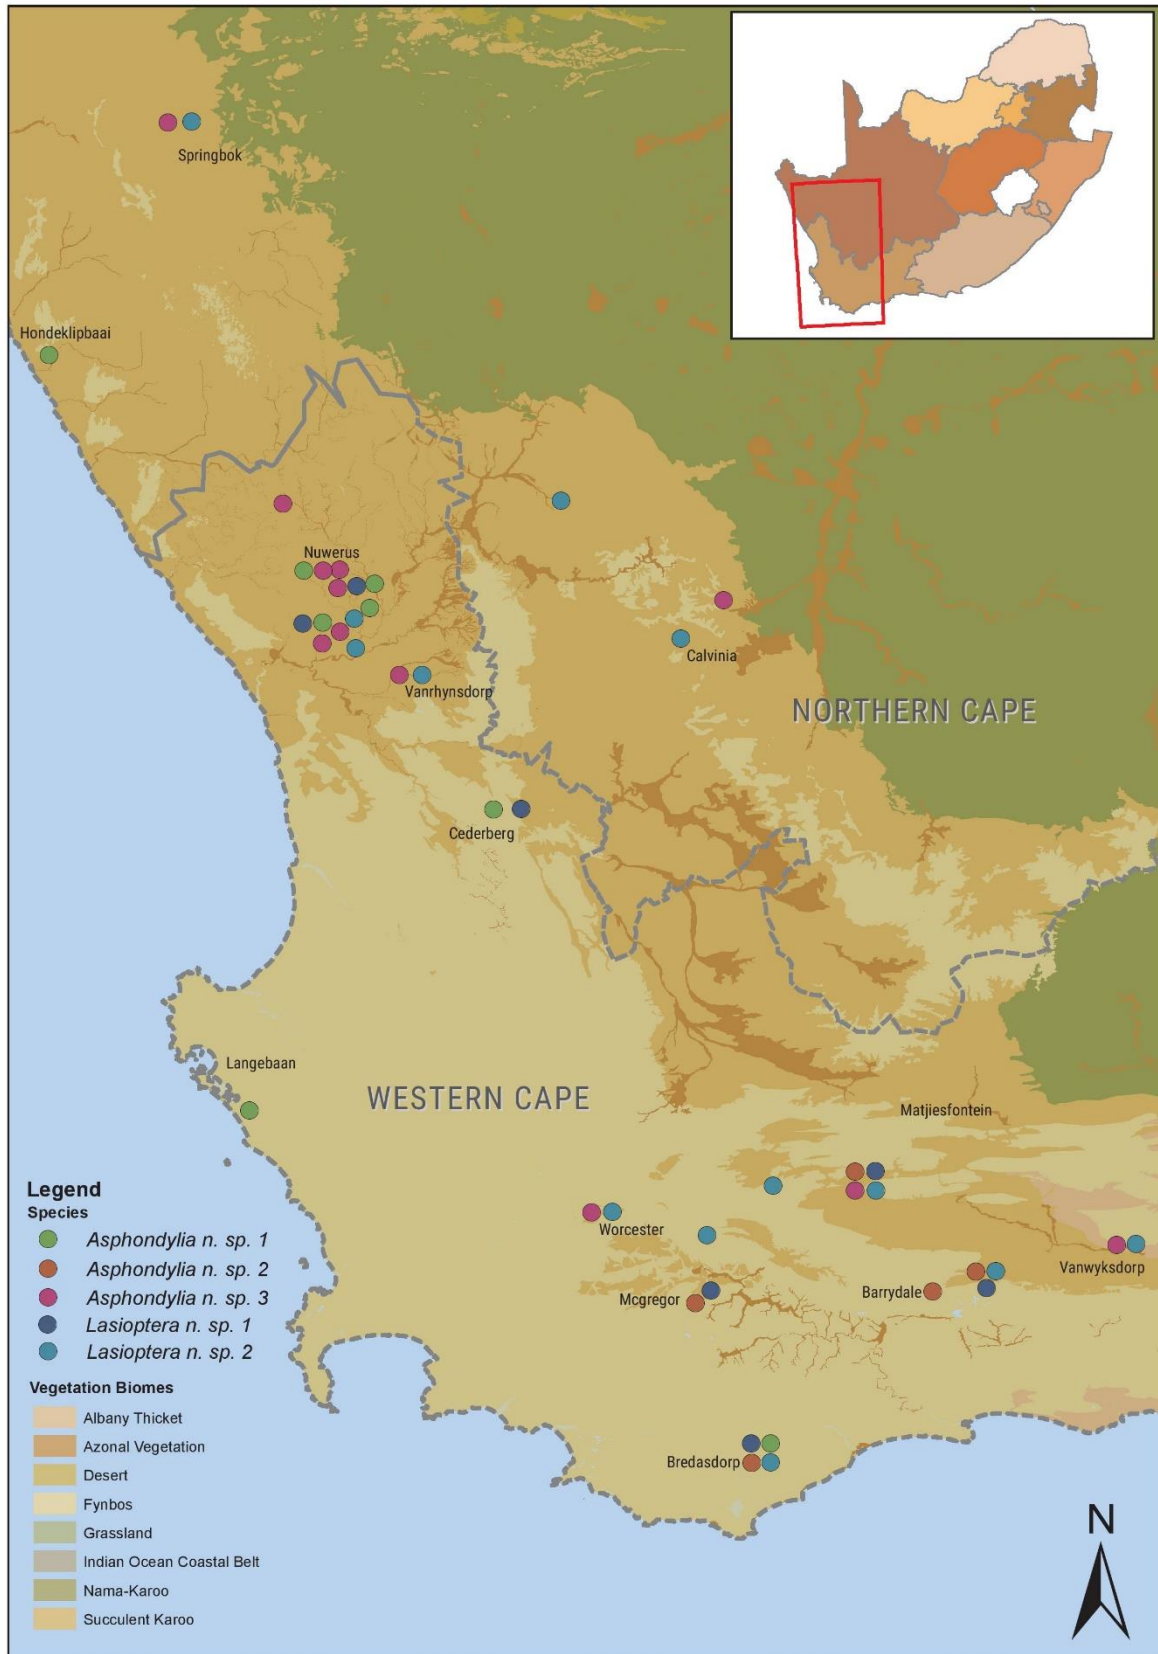 Springbok
Hondeklipbaai
Nuwerus
Calvinia
Vanrhynsdorp
NORTHERN CAPE
Cederberg
Langebaan
WESTERN CAPE
Matjiesfontein
Worcester
Vanwyksdorp
Mcgregor
Barrydale
Bredasdorp
Legend
Species
Asphondylia n. sp. 1
Asphondylia n. sp. 2
Asphondylia n. sp. 3
Lasioptera n. sp. 1
Lasioptera n. sp. 2
Vegetation Biomes
Albany Thicket
Azonal Vegetation
Desert
Fynbos
Grassland
Indian Ocean Coastal Belt
Nama-Karoo
Succulent Karoo
N